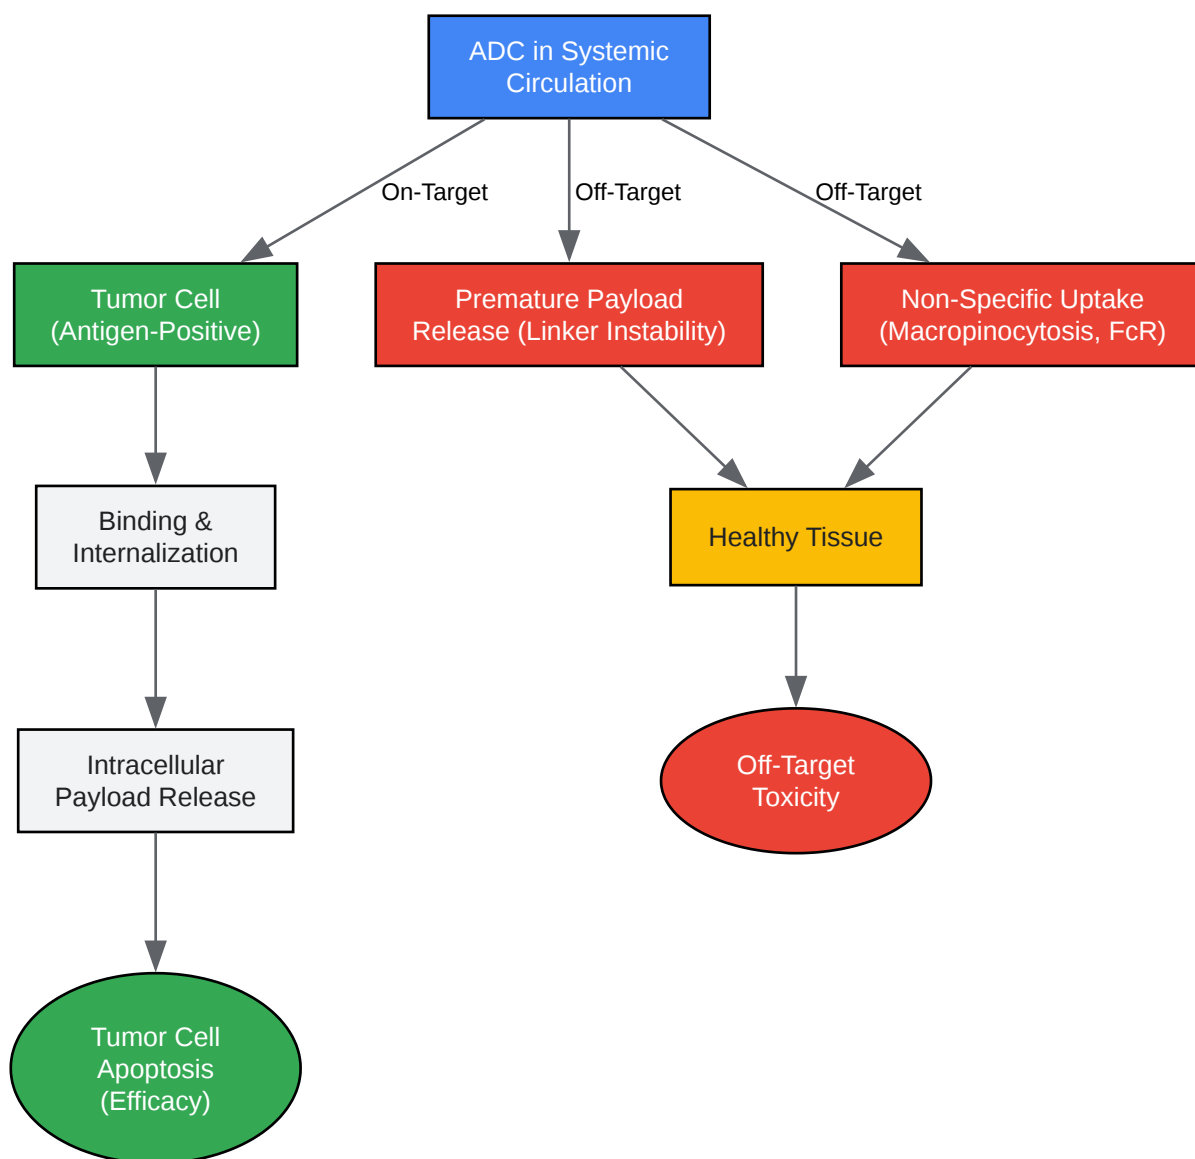 ADC in Systemic
Circulation
On-Target
Off-Target
Off-Target
Tumor Cell
(Antigen-Positive)
Premature Payload
Release (Linker Instability)
Non-Specific Uptake
(Macropinocytosis, FcR)
Binding &
Internalization
Healthy Tissue
Intracellular
Payload Release
Off-Target
Toxicity
Tumor Cell
Apoptosis
(Efficacy)